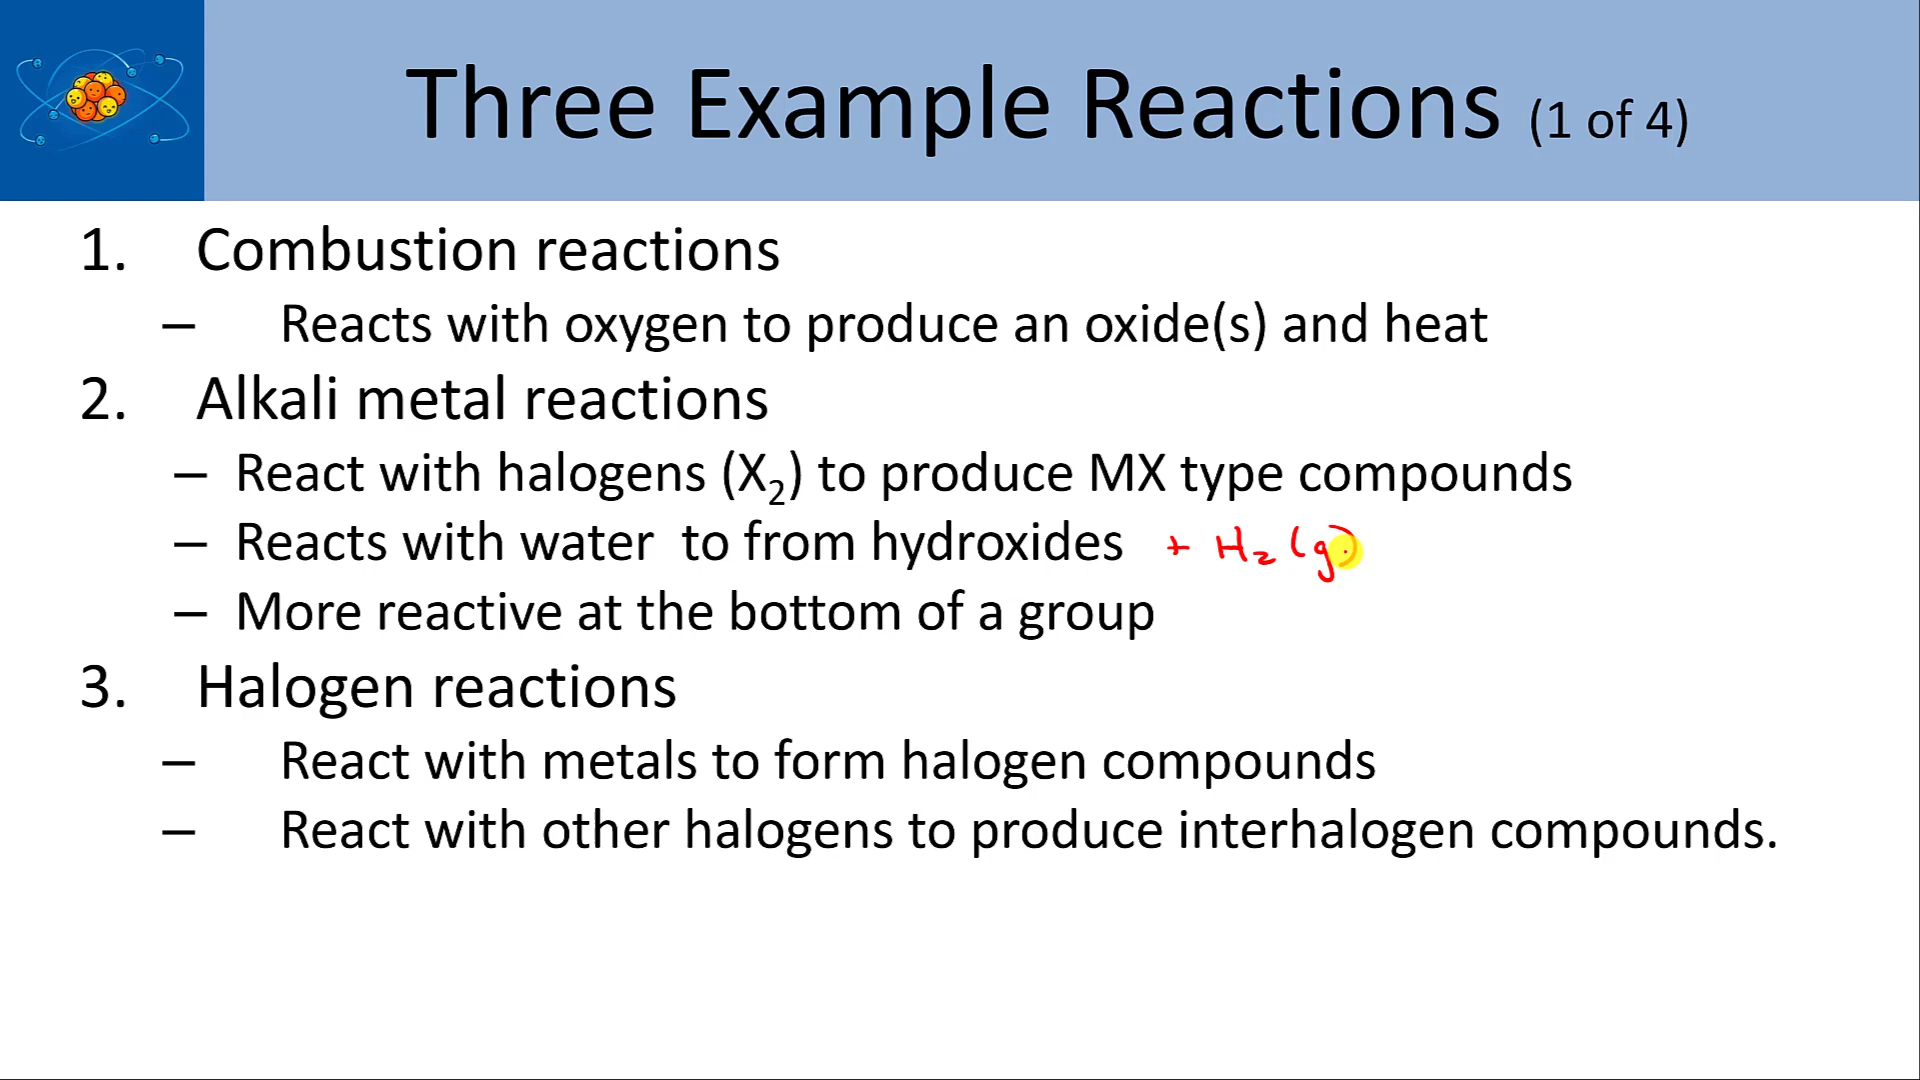 Three Example Reactions (1 of 4)
1. Combustion reactions
– Reacts with oxygen to produce an oxide(s) and heat
2. Alkali metal reactions
– React with halogens (X₂) to produce MX type compounds
– Reacts with water to from hydroxides + H₂ (g)
– More reactive at the bottom of a group
3. Halogen reactions
– React with metals to form halogen compounds
– React with other halogens to produce interhalogen compounds.